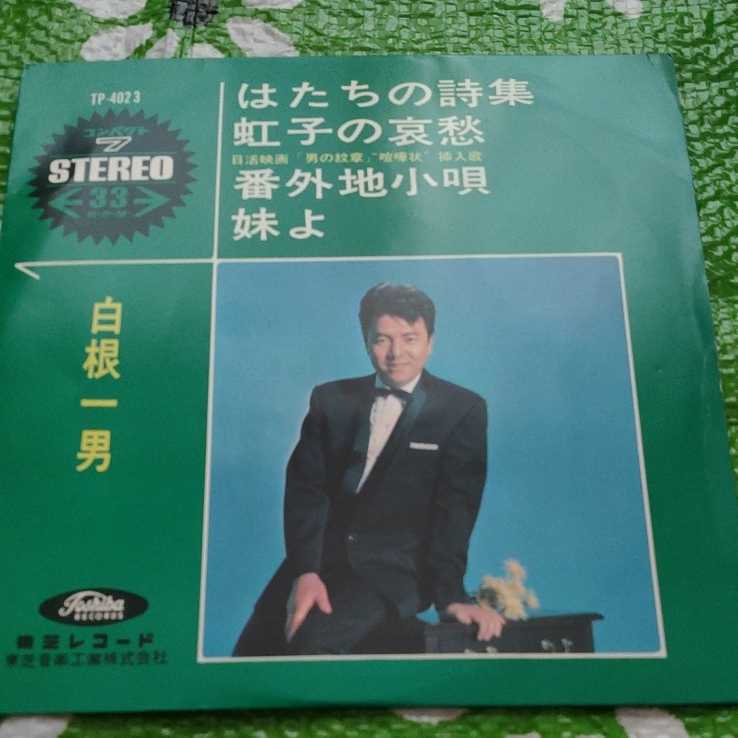 TP-4023
コンパクト
7
STEREO
33
はたちの詩集
虹子の哀愁
日活映画「男の紋章」"喧嘩状" 挿入歌
番外地小唄
妹よ
白根一男
Toshiba
RECORDS
東芝レコード
東芝音楽工業株式会社